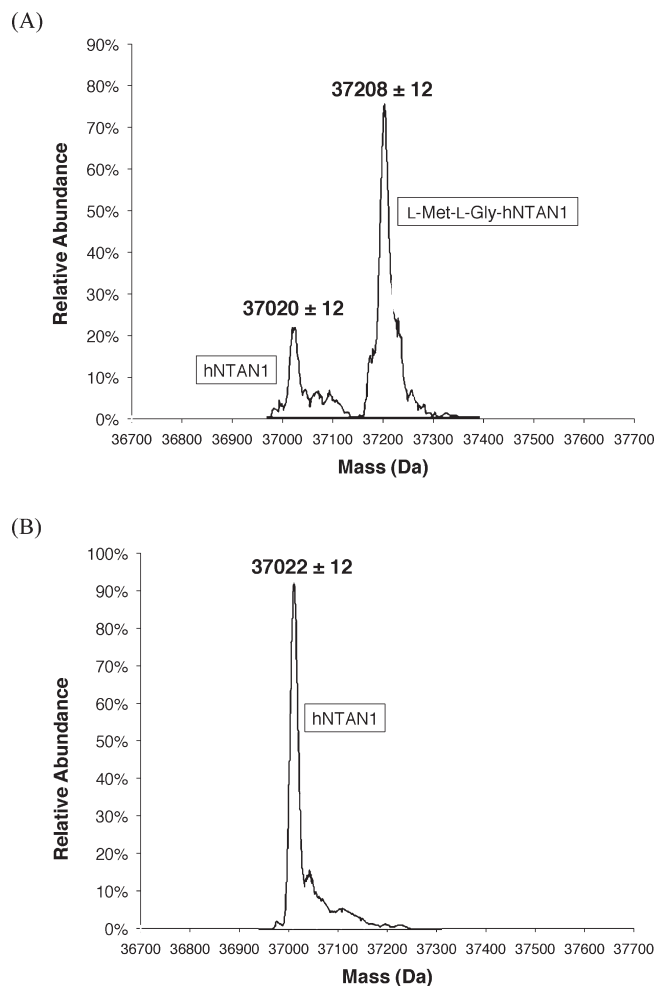 (A)
90%
80%
70%
60%
50%
40%
30%
20%
10%
0%
Relative Abundance
37208 ± 12
L-Met-L-Gly-hNTAN1
37020 ± 12
hNTAN1
36700 36800 36900 37000 37100 37200 37300 37400 37500 37600 37700
Mass (Da)
(B)
100%
90%
80%
70%
60%
50%
40%
30%
20%
10%
0%
Relative Abundance
37022 ± 12
hNTAN1
36700 36800 36900 37000 37100 37200 37300 37400 37500 37600 37700
Mass (Da)